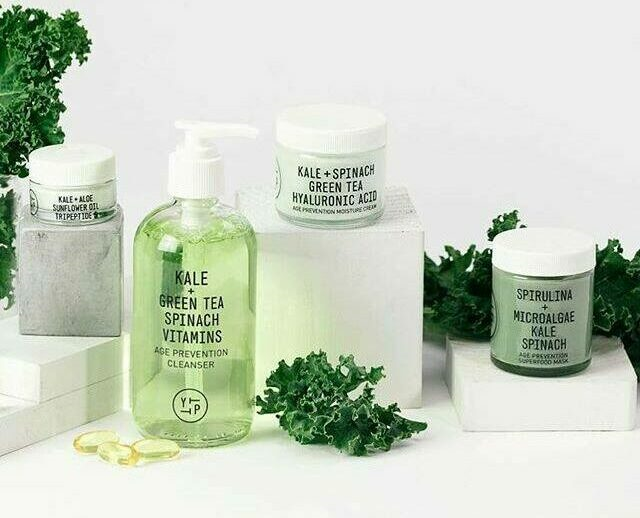 KALE + ALOE
SUNFLOWER OIL
TRIPEPTIDE
KALE
+
GREEN TEA
SPINACH
VITAMINS
AGE PREVENTION
CLEANSER
Y T P
KALE + SPINACH
GREEN TEA
HYALURONIC ACID
AGE PREVENTION MOISTURE CREAM
SPIRULINA
+
MICROALGAE
KALE
SPINACH
AGE PREVENTION
SUPERFOOD MASK